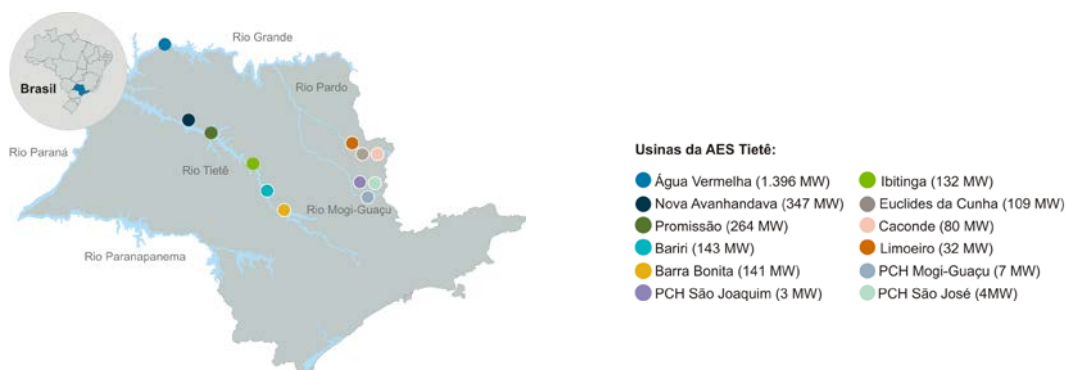 Rio Grande
Brasil
Rio Pardo
Rio Paraná
Rio Tietê
Rio Mogi-Guaçu
Rio Paranapanema
Usinas da AES Tietê:
Água Vermelha (1.396 MW)
Nova Avanhandava (347 MW)
Promissão (264 MW)
Bariri (143 MW)
Barra Bonita (141 MW)
PCH São Joaquim (3 MW)
Ibitinga (132 MW)
Euclides da Cunha (109 MW)
Caconde (80 MW)
Limoeiro (32 MW)
PCH Mogi-Guaçu (7 MW)
PCH São José (4MW)